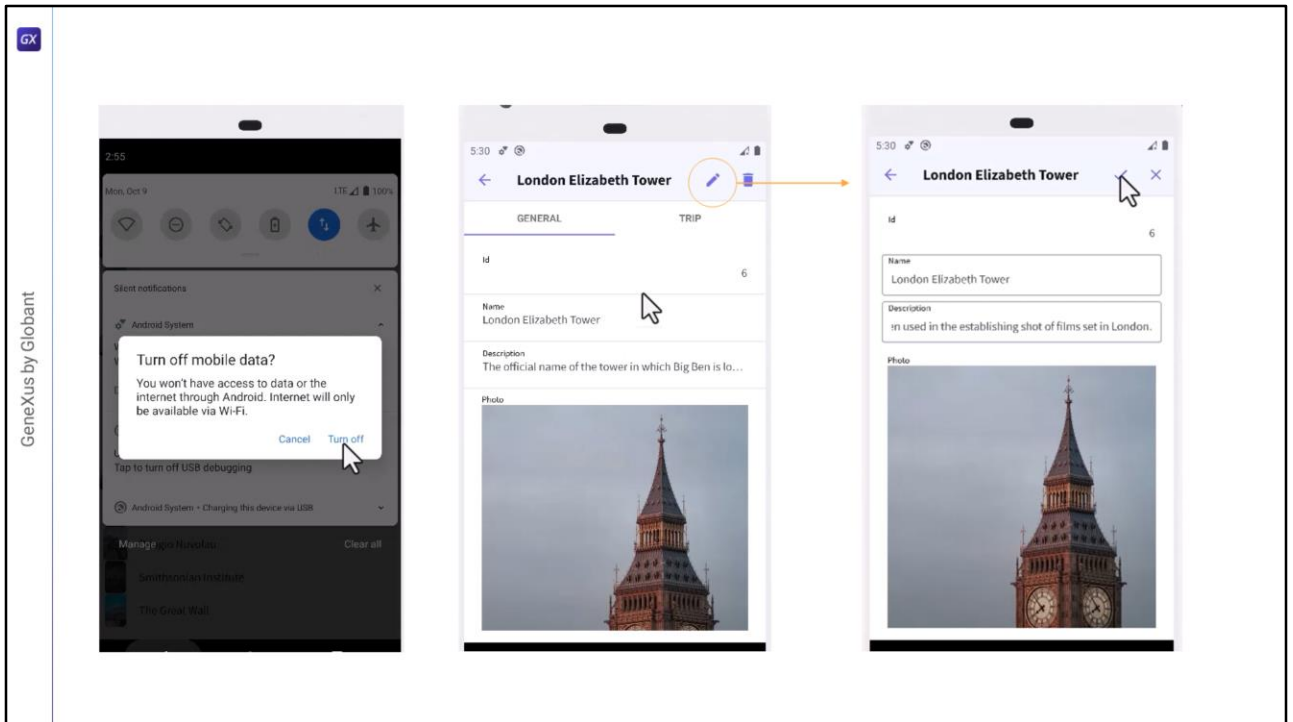 GX
GeneXus by Globant
2:55
Mon, Oct 9
LTE 100%
Silent notifications
Android System
Turn off mobile data?
You won't have access to data or the
internet through Android. Internet will only
be available via Wi-Fi.
Cancel Turn off
Tap to turn off USB debugging
Android System • Charging this device via USB
Manage
Clear all
Smithsonian Institute
The Great Wall
5:30
London Elizabeth Tower
GENERAL TRIP
Id
6
Name
London Elizabeth Tower
Description
The official name of the tower in which Big Ben is lo...
Photo
5:30
London Elizabeth Tower
Id
6
Name
London Elizabeth Tower
Description
en used in the establishing shot of films set in London.
Photo